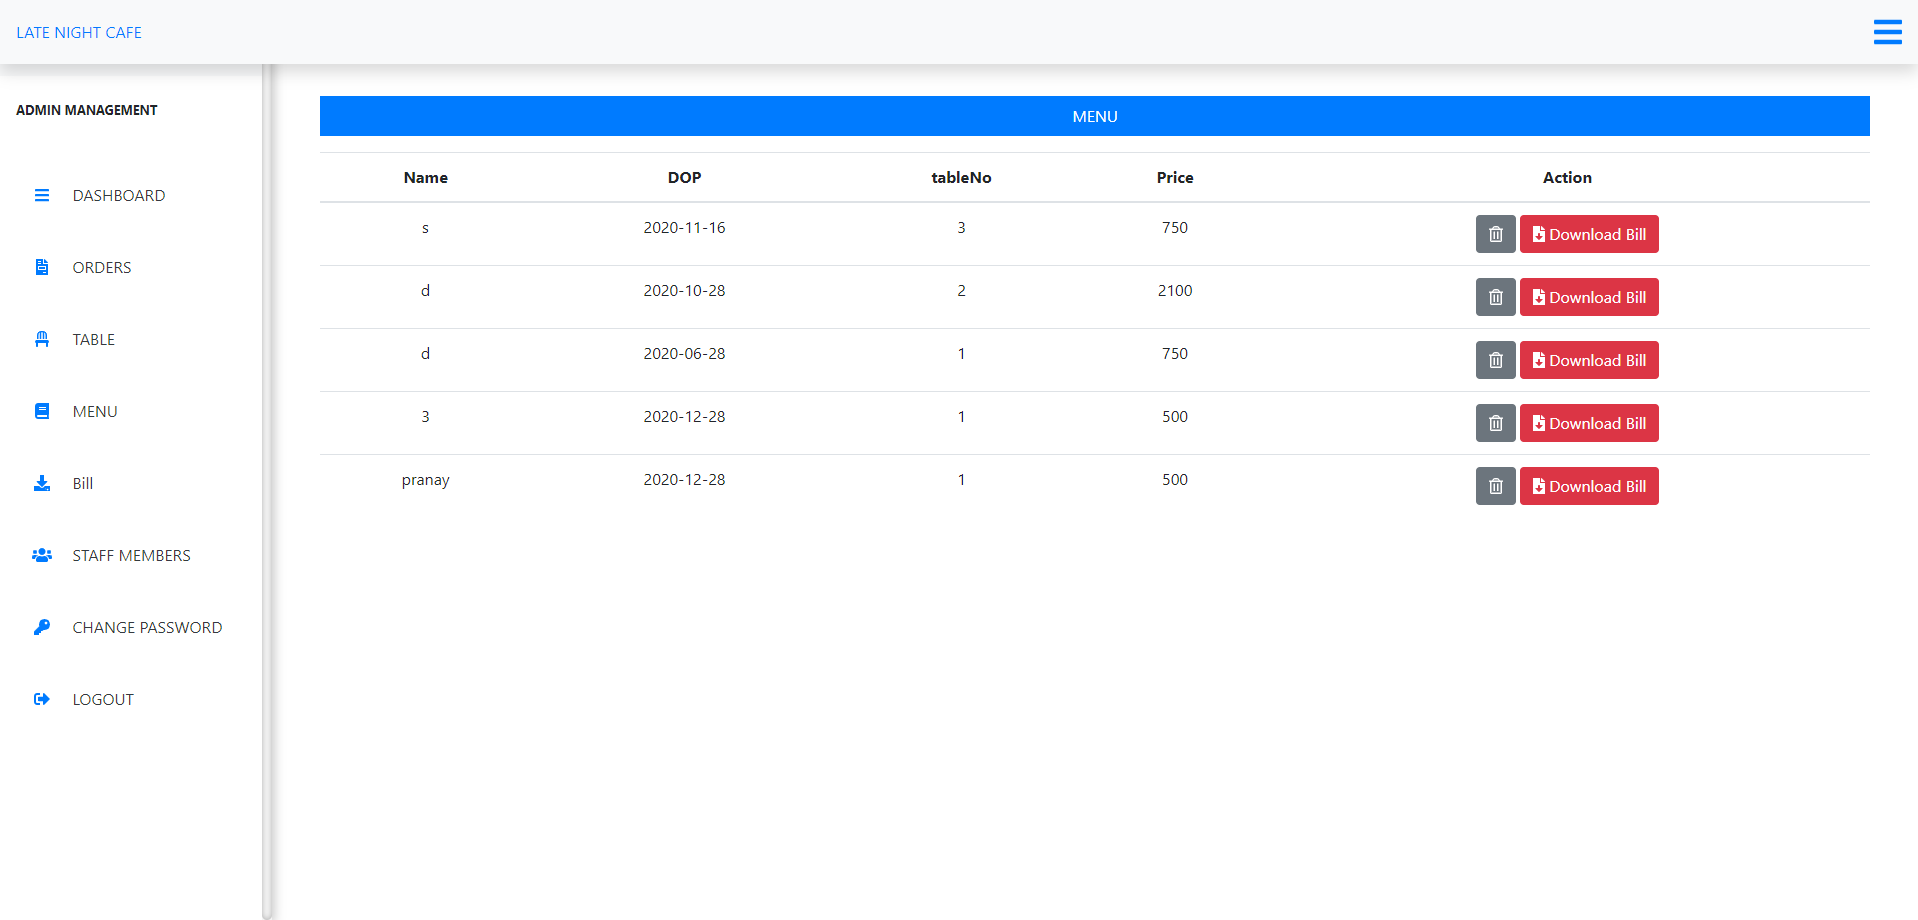 LATE NIGHT CAFE
ADMIN MANAGEMENT
DASHBOARD
ORDERS
TABLE
MENU
Bill
STAFF MEMBERS
CHANGE PASSWORD
LOGOUT
MENU
Name DOP tableNo Price Action
s 2020-11-16 3 750 Download Bill
d 2020-10-28 2 2100 Download Bill
d 2020-06-28 1 750 Download Bill
3 2020-12-28 1 500 Download Bill
pranay 2020-12-28 1 500 Download Bill